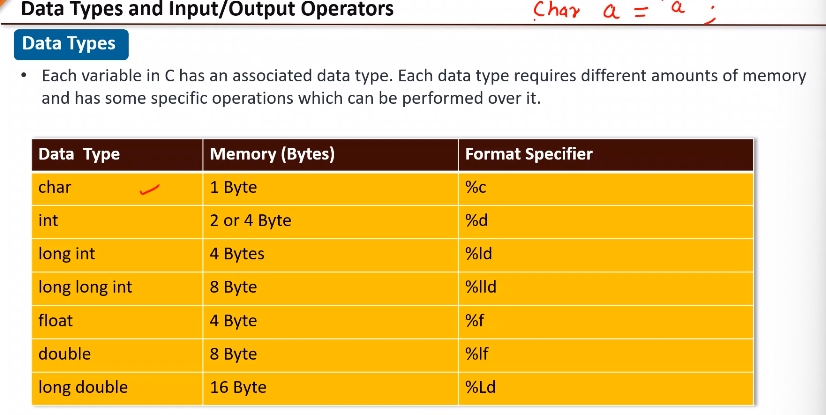 Data Types and Input/Output Operators
Char a = 'a' ;
Data Types
• Each variable in C has an associated data type. Each data type requires different amounts of memory
and has some specific operations which can be performed over it.
Data Type Memory (Bytes) Format Specifier
char 1 Byte %c
int 2 or 4 Byte %d
long int 4 Bytes %ld
long long int 8 Byte %lld
float 4 Byte %f
double 8 Byte %lf
long double 16 Byte %Ld